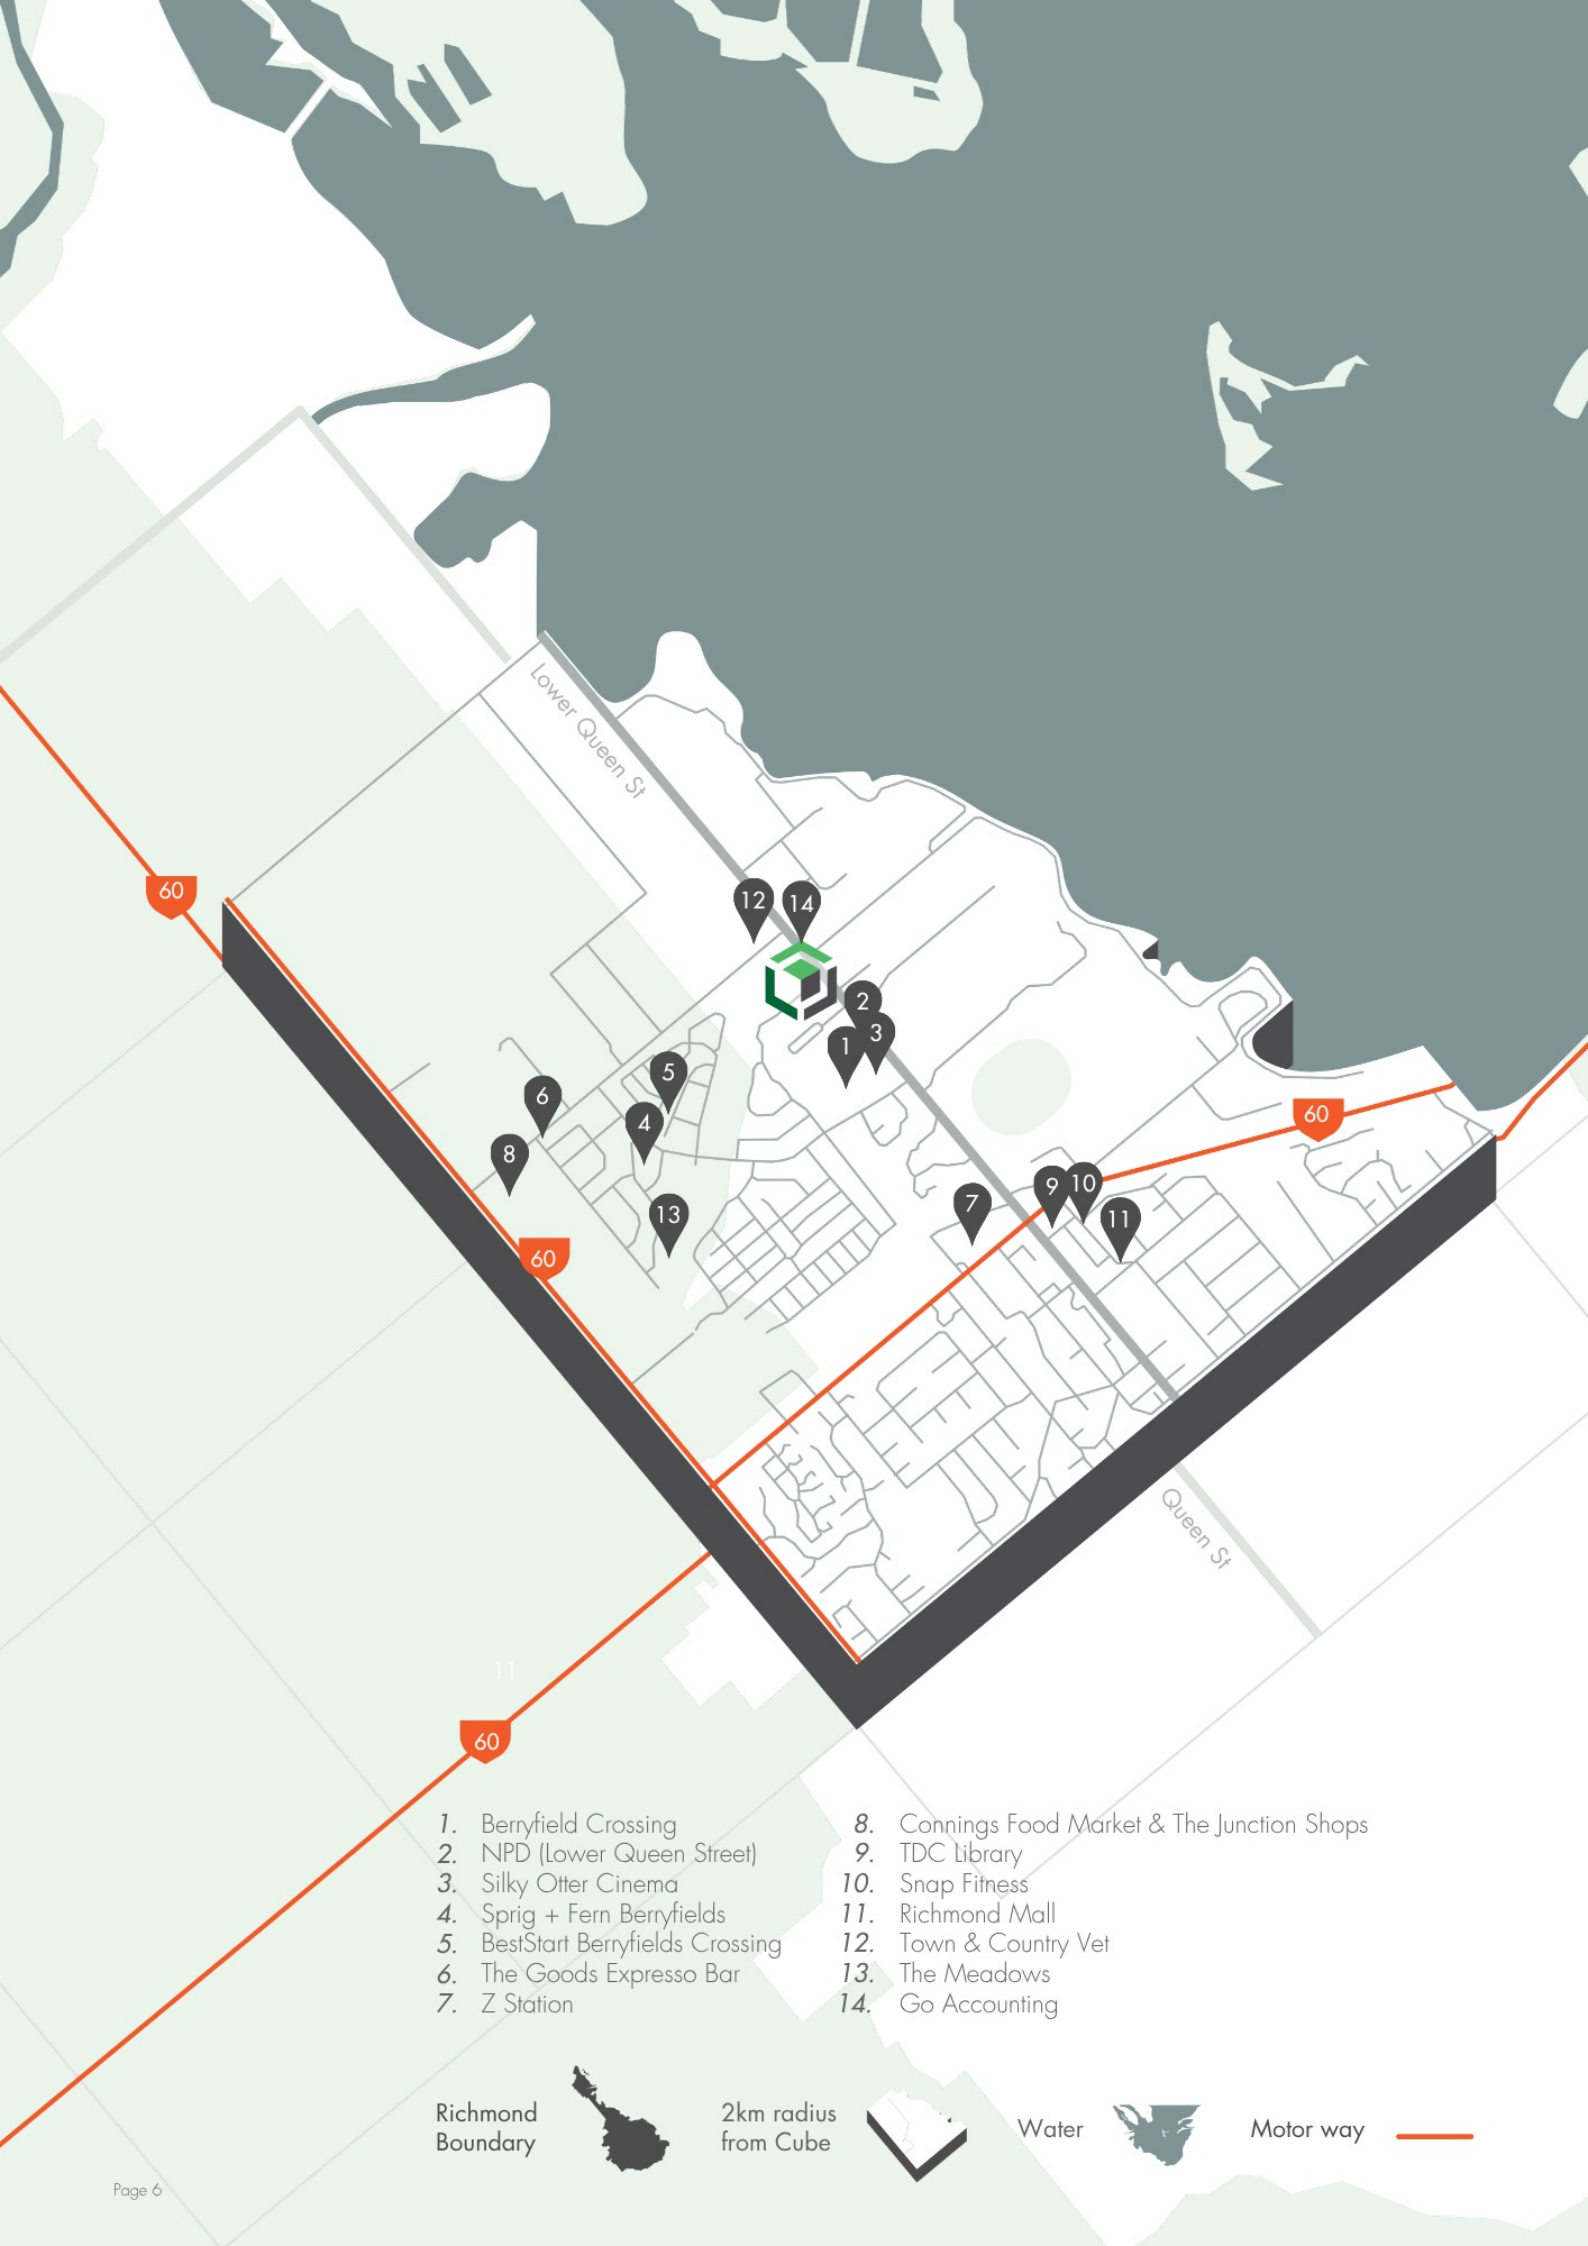 Lower Queen St
60
12
14
2
3
1
5
6
4
8
60
9
10
7
11
13
60
Queen St
11
60
1. Berryfield Crossing
2. NPD (Lower Queen Street)
3. Silky Otter Cinema
4. Sprig + Fern Berryfields
5. BestStart Berryfields Crossing
6. The Goods Expresso Bar
7. Z Station
8. Connings Food Market & The Junction Shops
9. TDC Library
10. Snap Fitness
11. Richmond Mall
12. Town & Country Vet
13. The Meadows
14. Go Accounting
Richmond
Boundary
2km radius
from Cube
Water
Motor way
Page 6